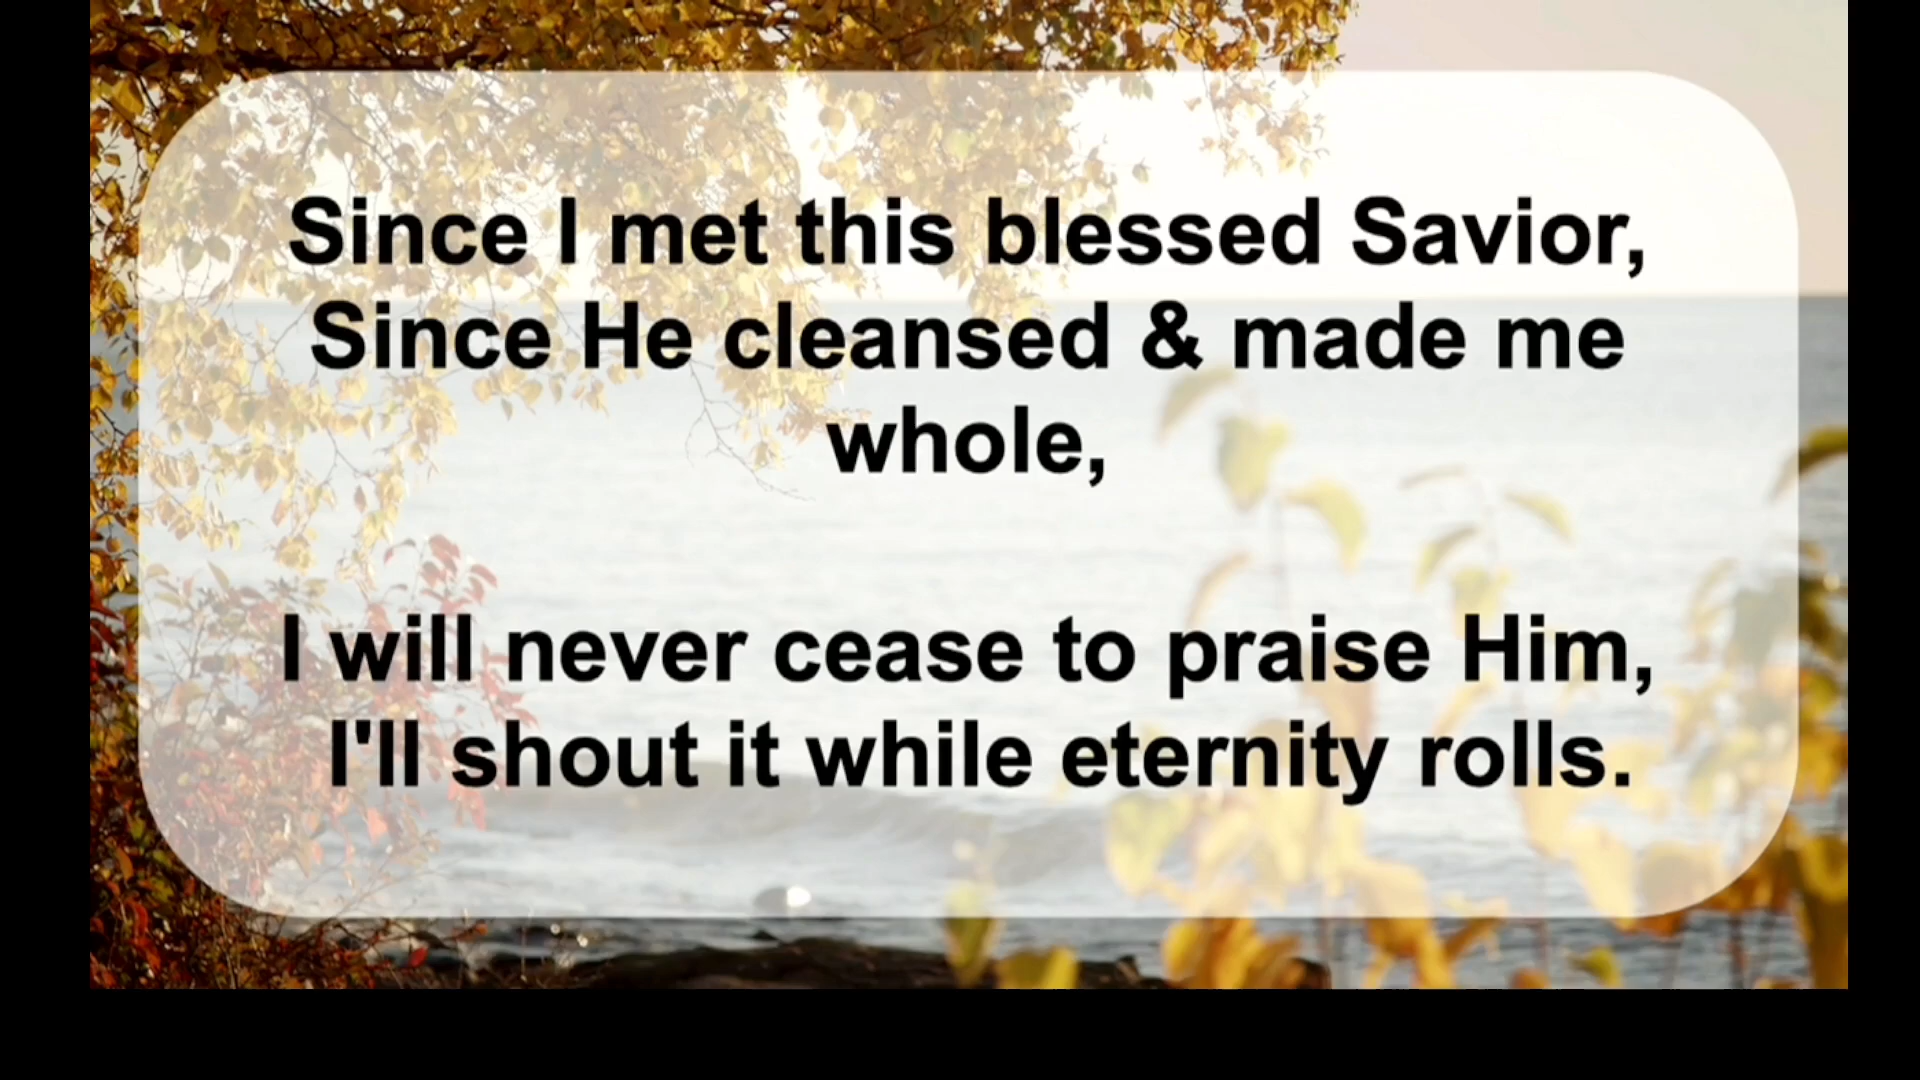 Since I met this blessed Savior,
Since He cleansed & made me
whole,
I will never cease to praise Him,
I'll shout it while eternity rolls.